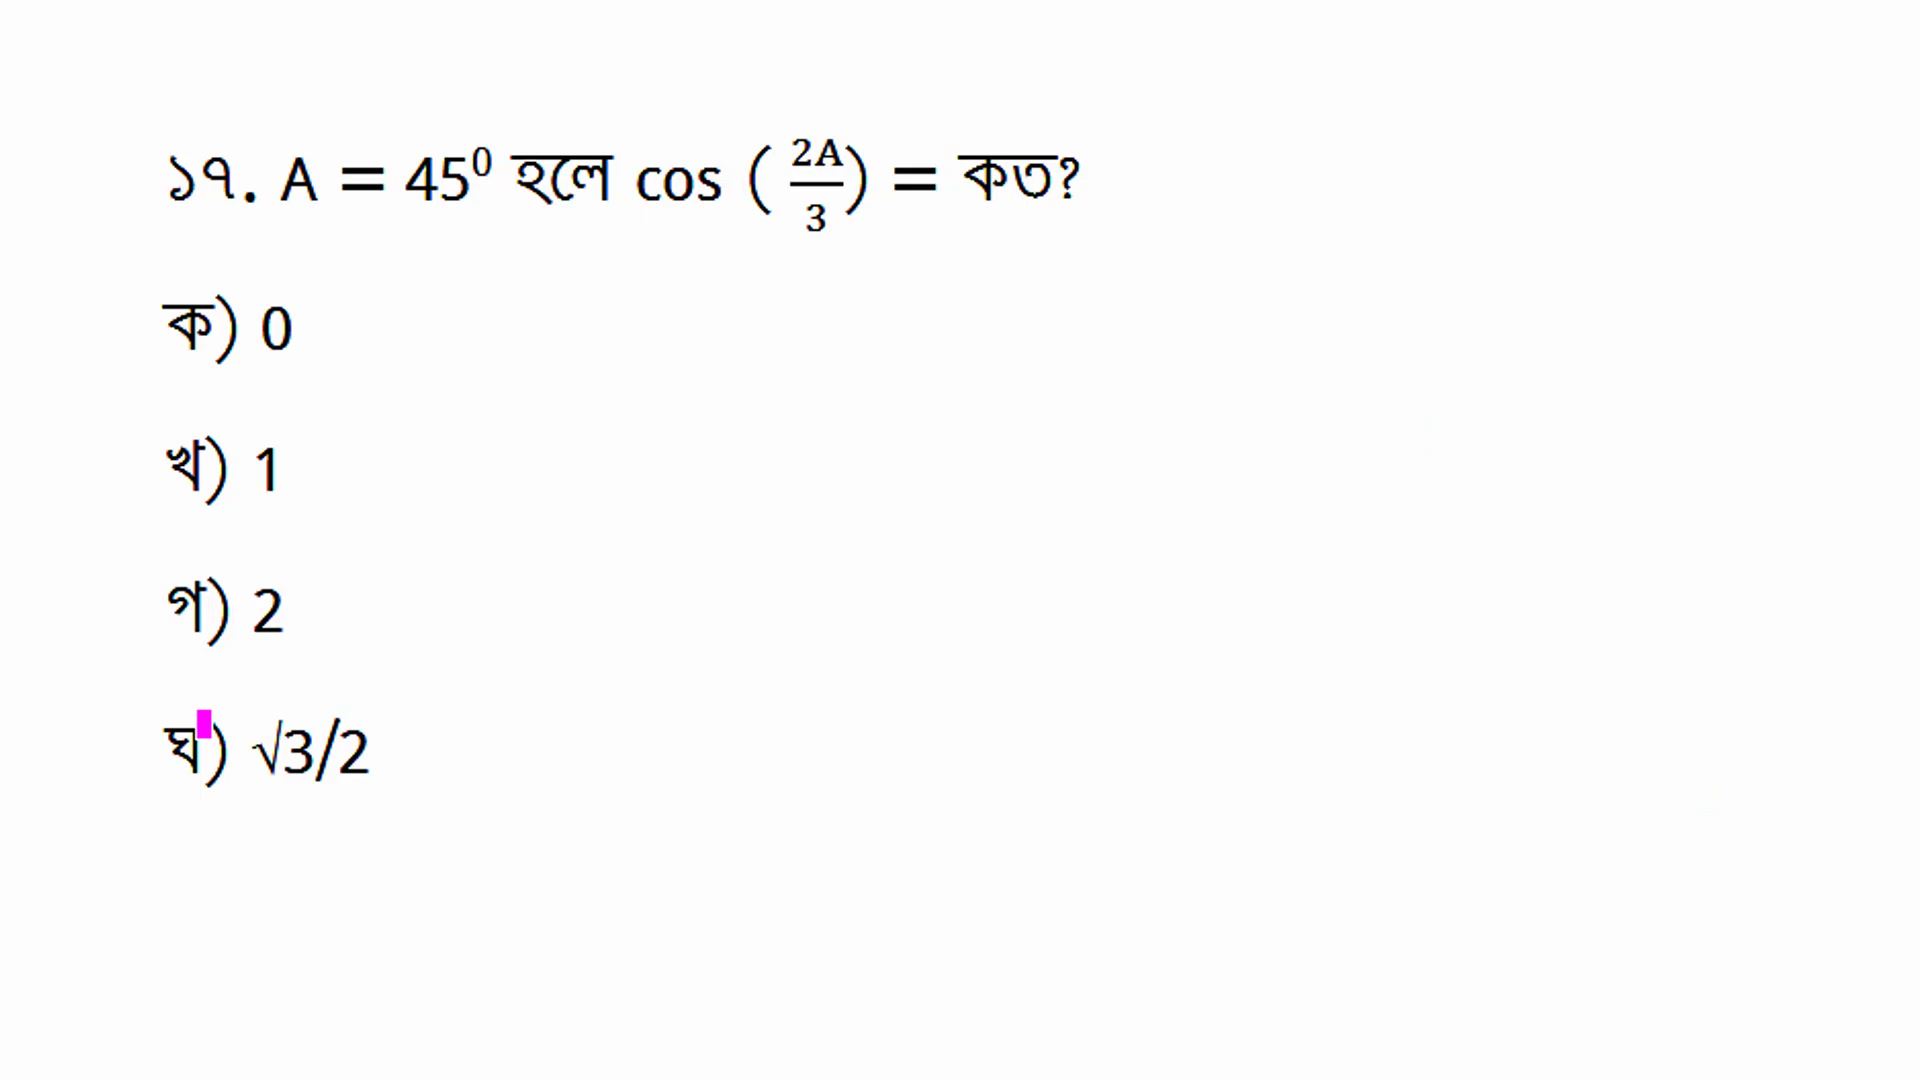 ১৭. A = 45⁰ হলে cos ( 2A/3) = কত?
ক) 0
খ) 1
গ) 2
ঘ) √3/2